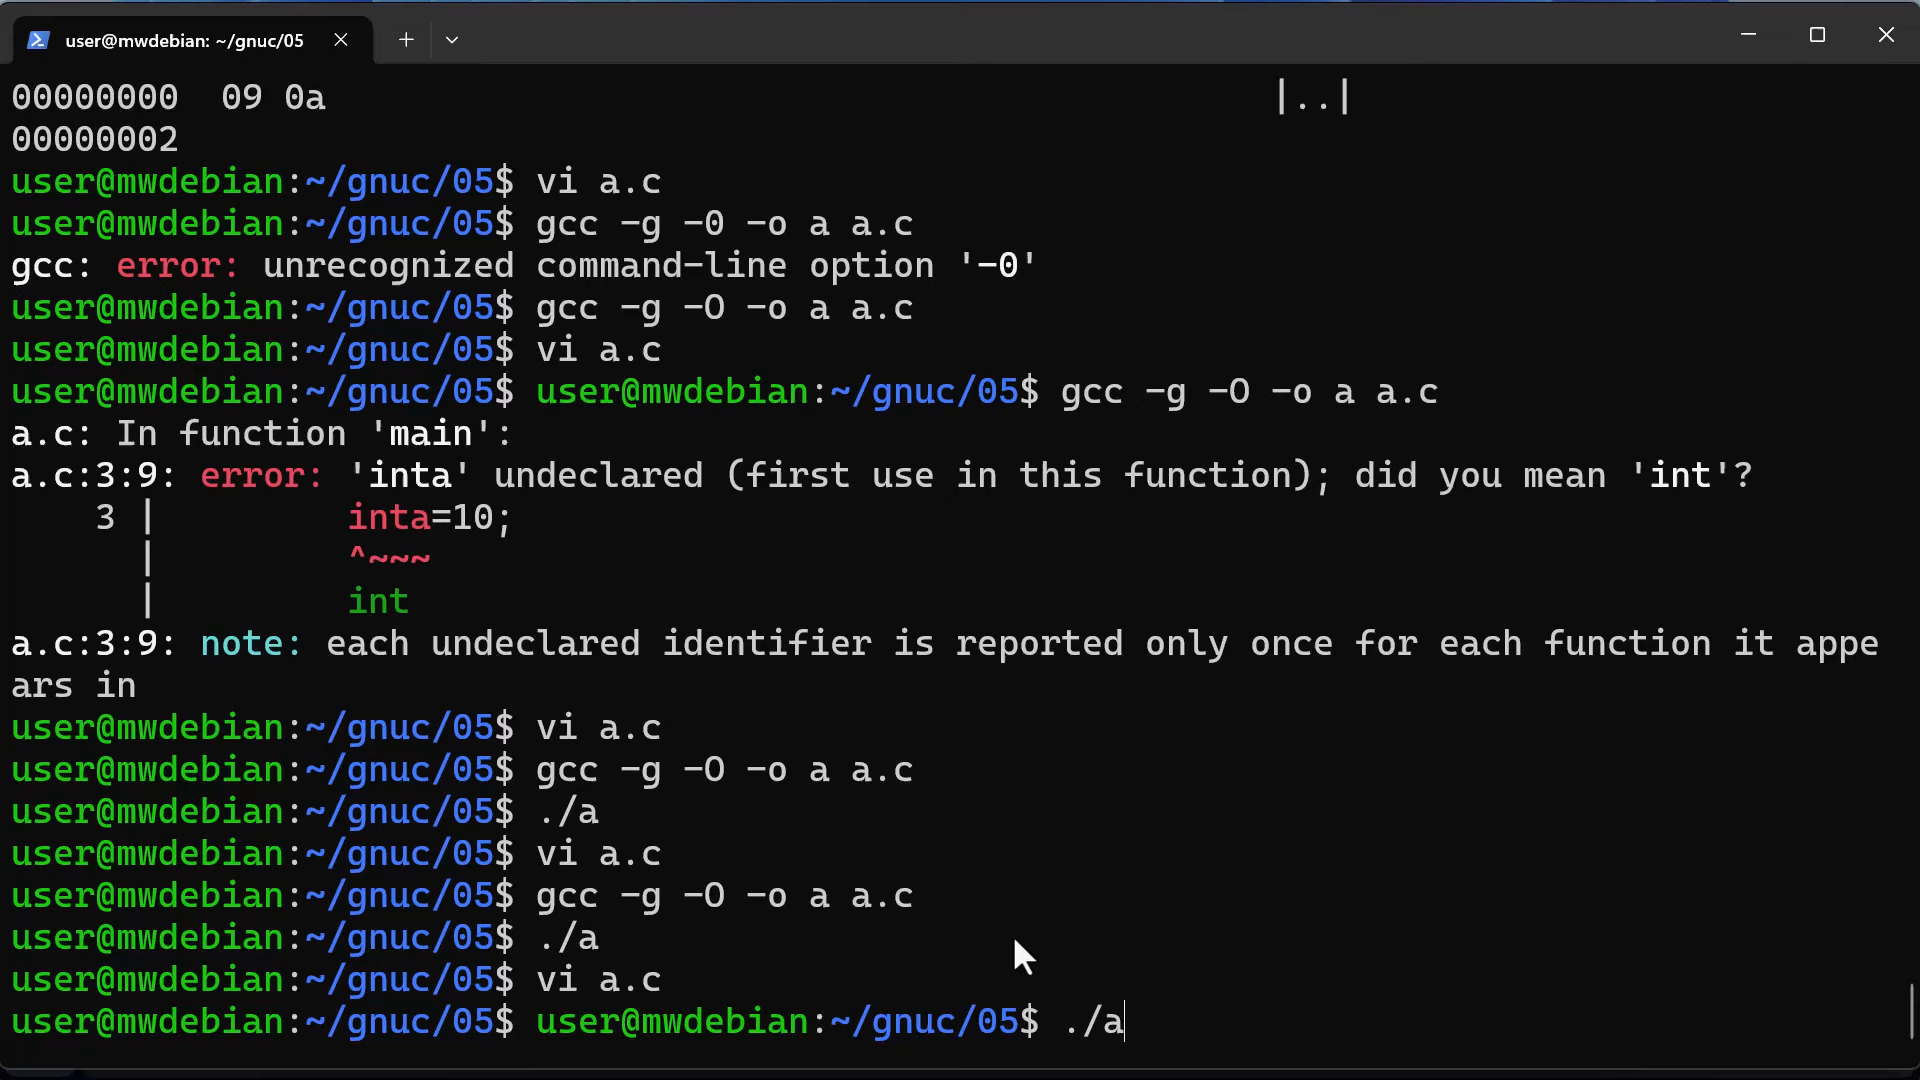 user@mwdebian: ~/gnuc/05
00000000  09 0a                                             |..|
00000002
user@mwdebian:~/gnuc/05$ vi a.c
user@mwdebian:~/gnuc/05$ gcc -g -0 -o a a.c
gcc: error: unrecognized command-line option '-0'
user@mwdebian:~/gnuc/05$ gcc -g -O -o a a.c
user@mwdebian:~/gnuc/05$ vi a.c
user@mwdebian:~/gnuc/05$ user@mwdebian:~/gnuc/05$ gcc -g -O -o a a.c
a.c: In function 'main':
a.c:3:9: error: 'inta' undeclared (first use in this function); did you mean 'int'?
    3 |         inta=10;
      |         ^~~~
      |         int
a.c:3:9: note: each undeclared identifier is reported only once for each function it appe
ars in
user@mwdebian:~/gnuc/05$ vi a.c
user@mwdebian:~/gnuc/05$ gcc -g -O -o a a.c
user@mwdebian:~/gnuc/05$ ./a
user@mwdebian:~/gnuc/05$ vi a.c
user@mwdebian:~/gnuc/05$ gcc -g -O -o a a.c
user@mwdebian:~/gnuc/05$ ./a
user@mwdebian:~/gnuc/05$ vi a.c
user@mwdebian:~/gnuc/05$ user@mwdebian:~/gnuc/05$ ./a